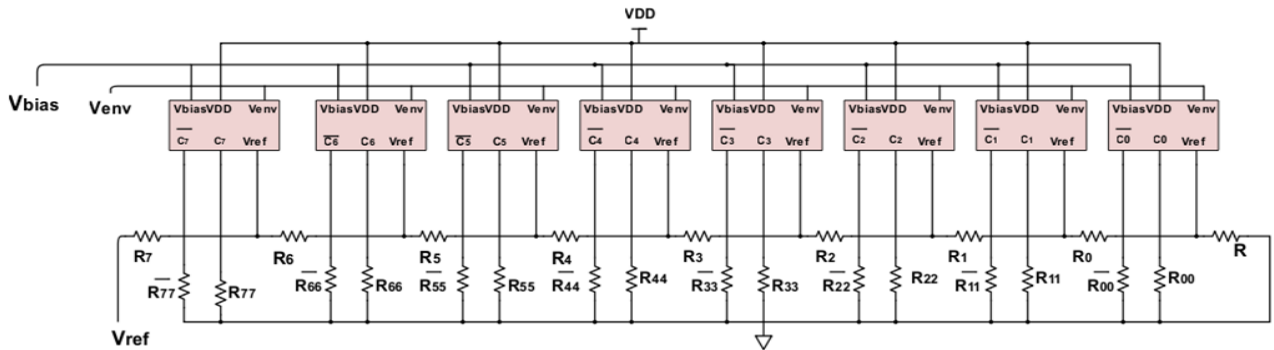 VDD
Vbias
Venv
VbiasVDD Venv
C7 C7 Vref
VbiasVDD Venv
C6 C6 Vref
VbiasVDD Venv
C5 C5 Vref
VbiasVDD Venv
C4 C4 Vref
VbiasVDD Venv
C3 C3 Vref
VbiasVDD Venv
C2 C2 Vref
VbiasVDD Venv
C1 C1 Vref
VbiasVDD Venv
C0 C0 Vref
R7
R6
R5
R4
R3
R2
R1
R0
R
R77
R77
R66
R66
R55
R55
R44
R44
R33
R33
R22
R22
R11
R11
R00
R00
Vref